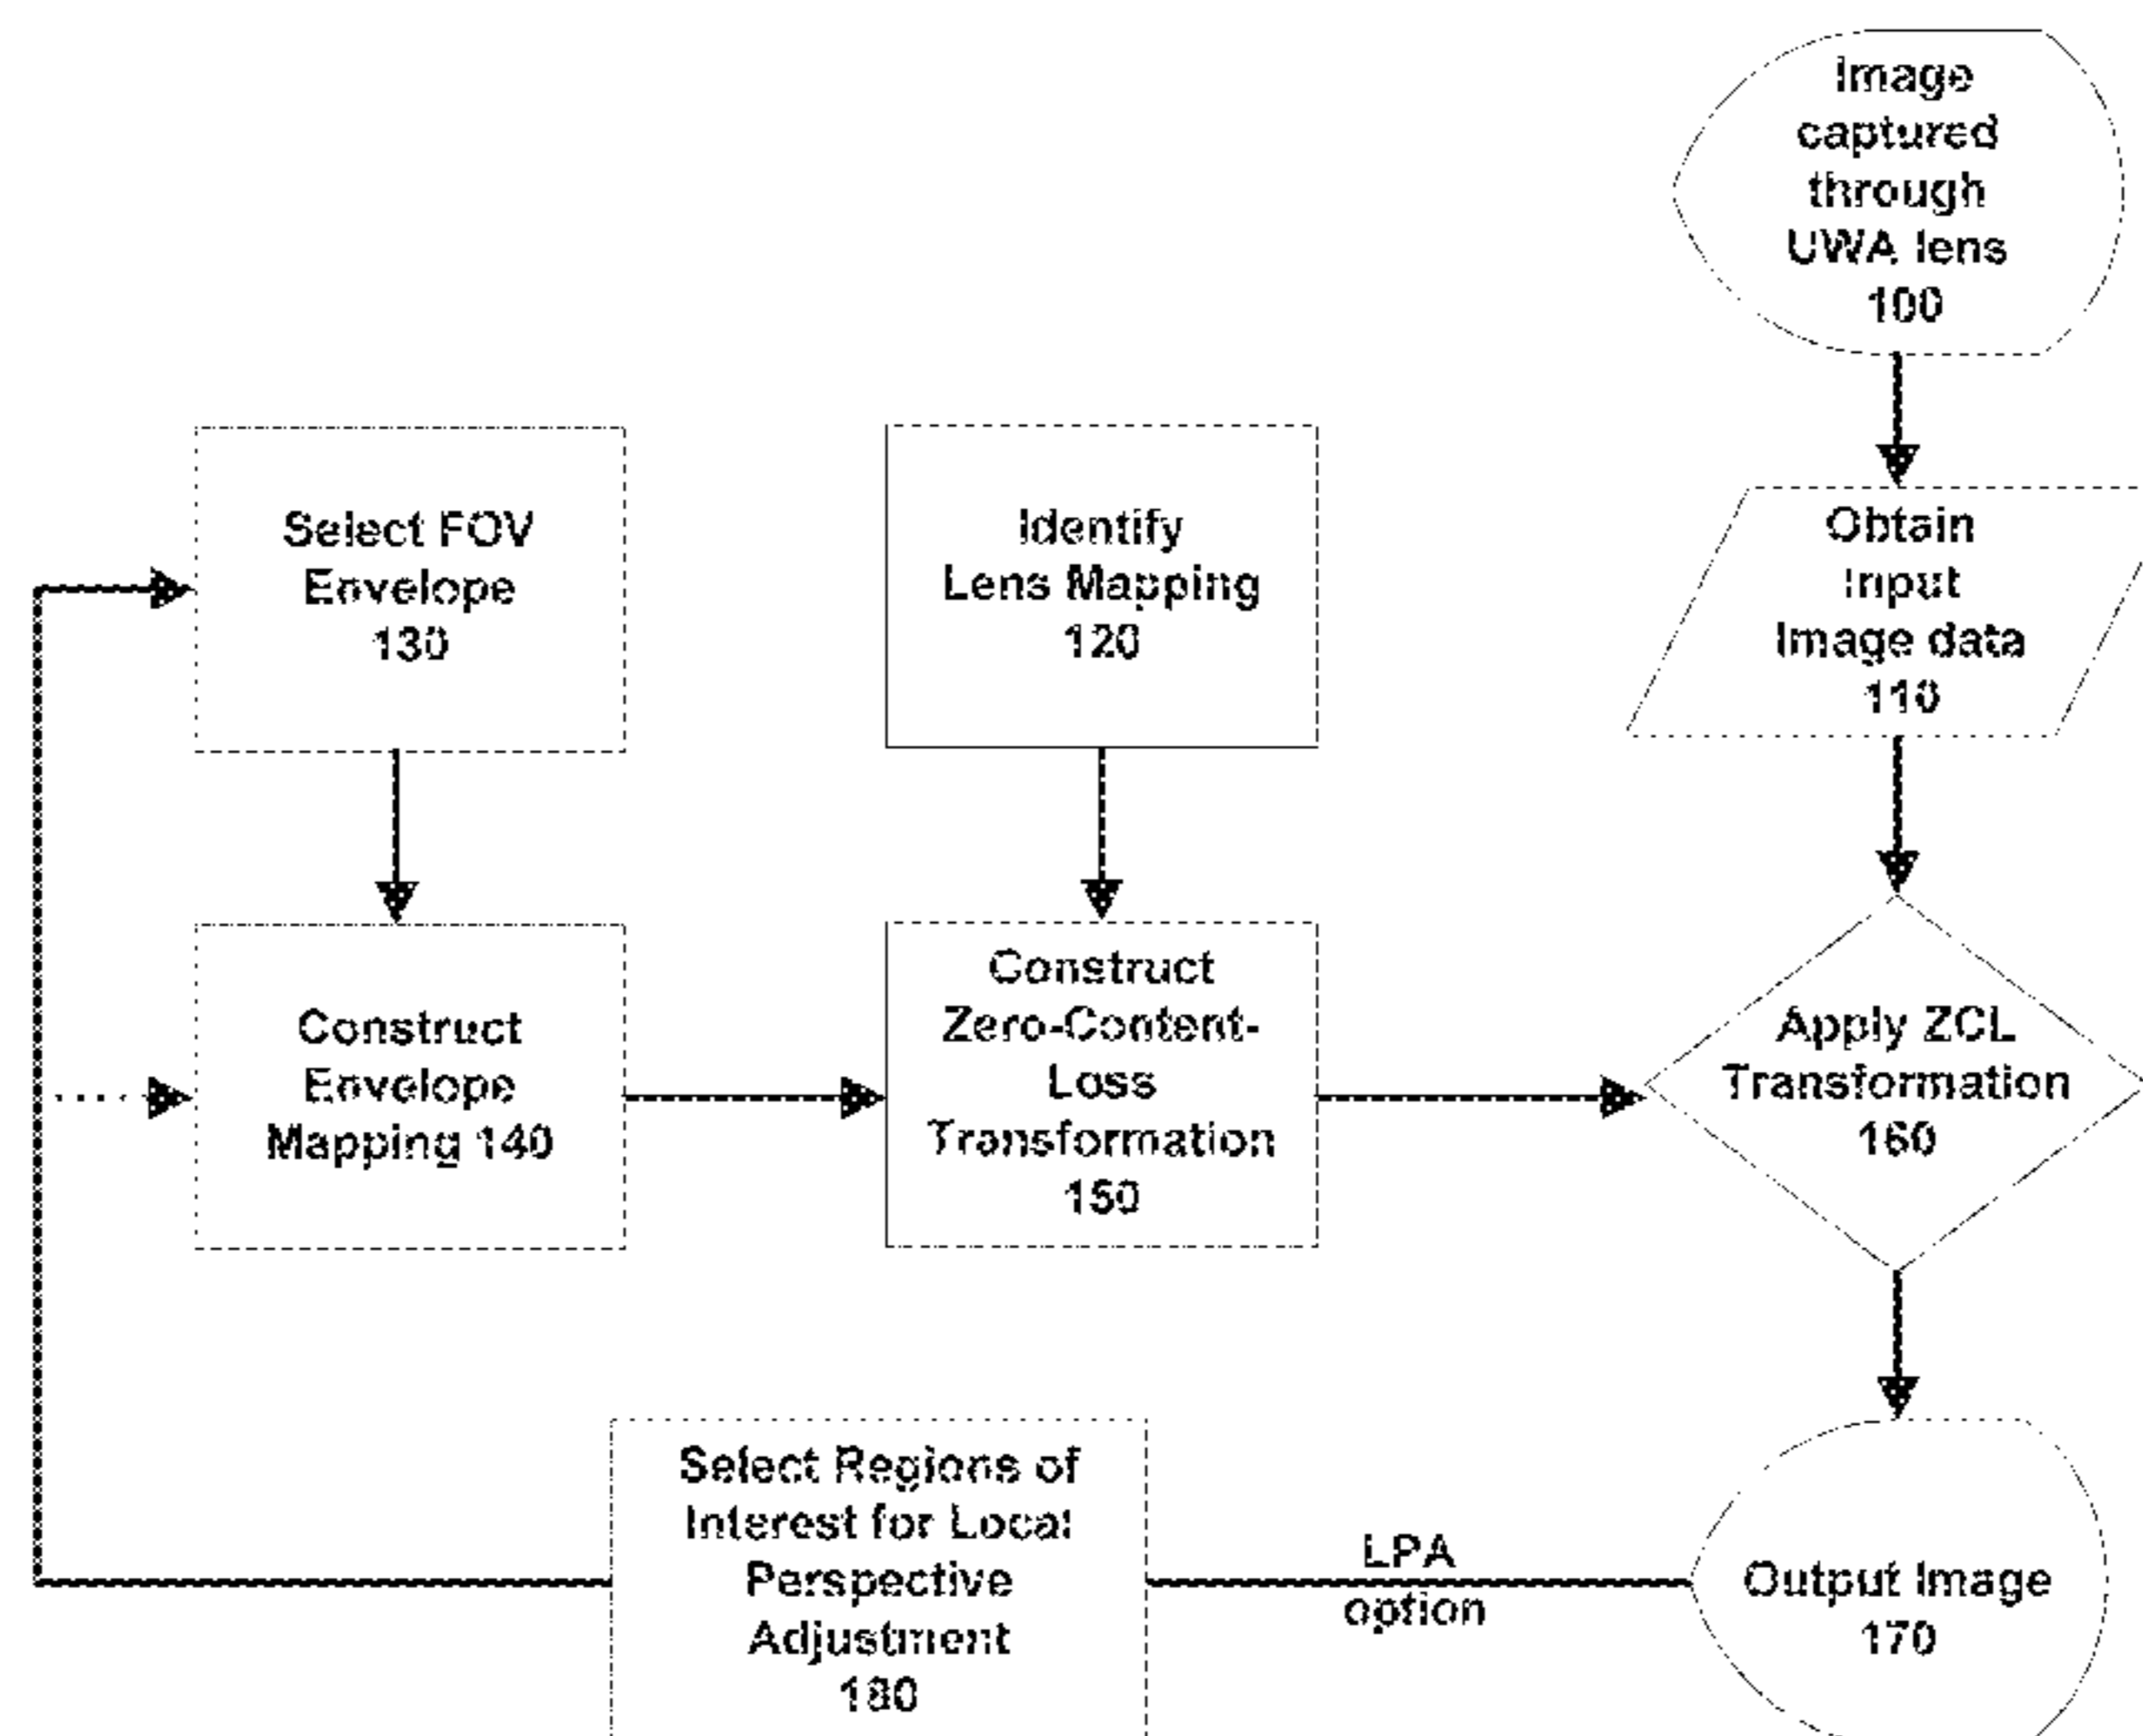 Image
captured
through
UWA lens
100
Select FOV
Envelope
130
Identify
Lens Mapping
120
Obtain
Input
Image data
110
Construct
Envelope
Mapping 140
Construct
Zero-Content-
Loss
Transformation
150
Apply ZCL
Transformation
160
Select Regions of
Interest for Local
Perspective
Adjustment
180
LPA
option
Output Image
170